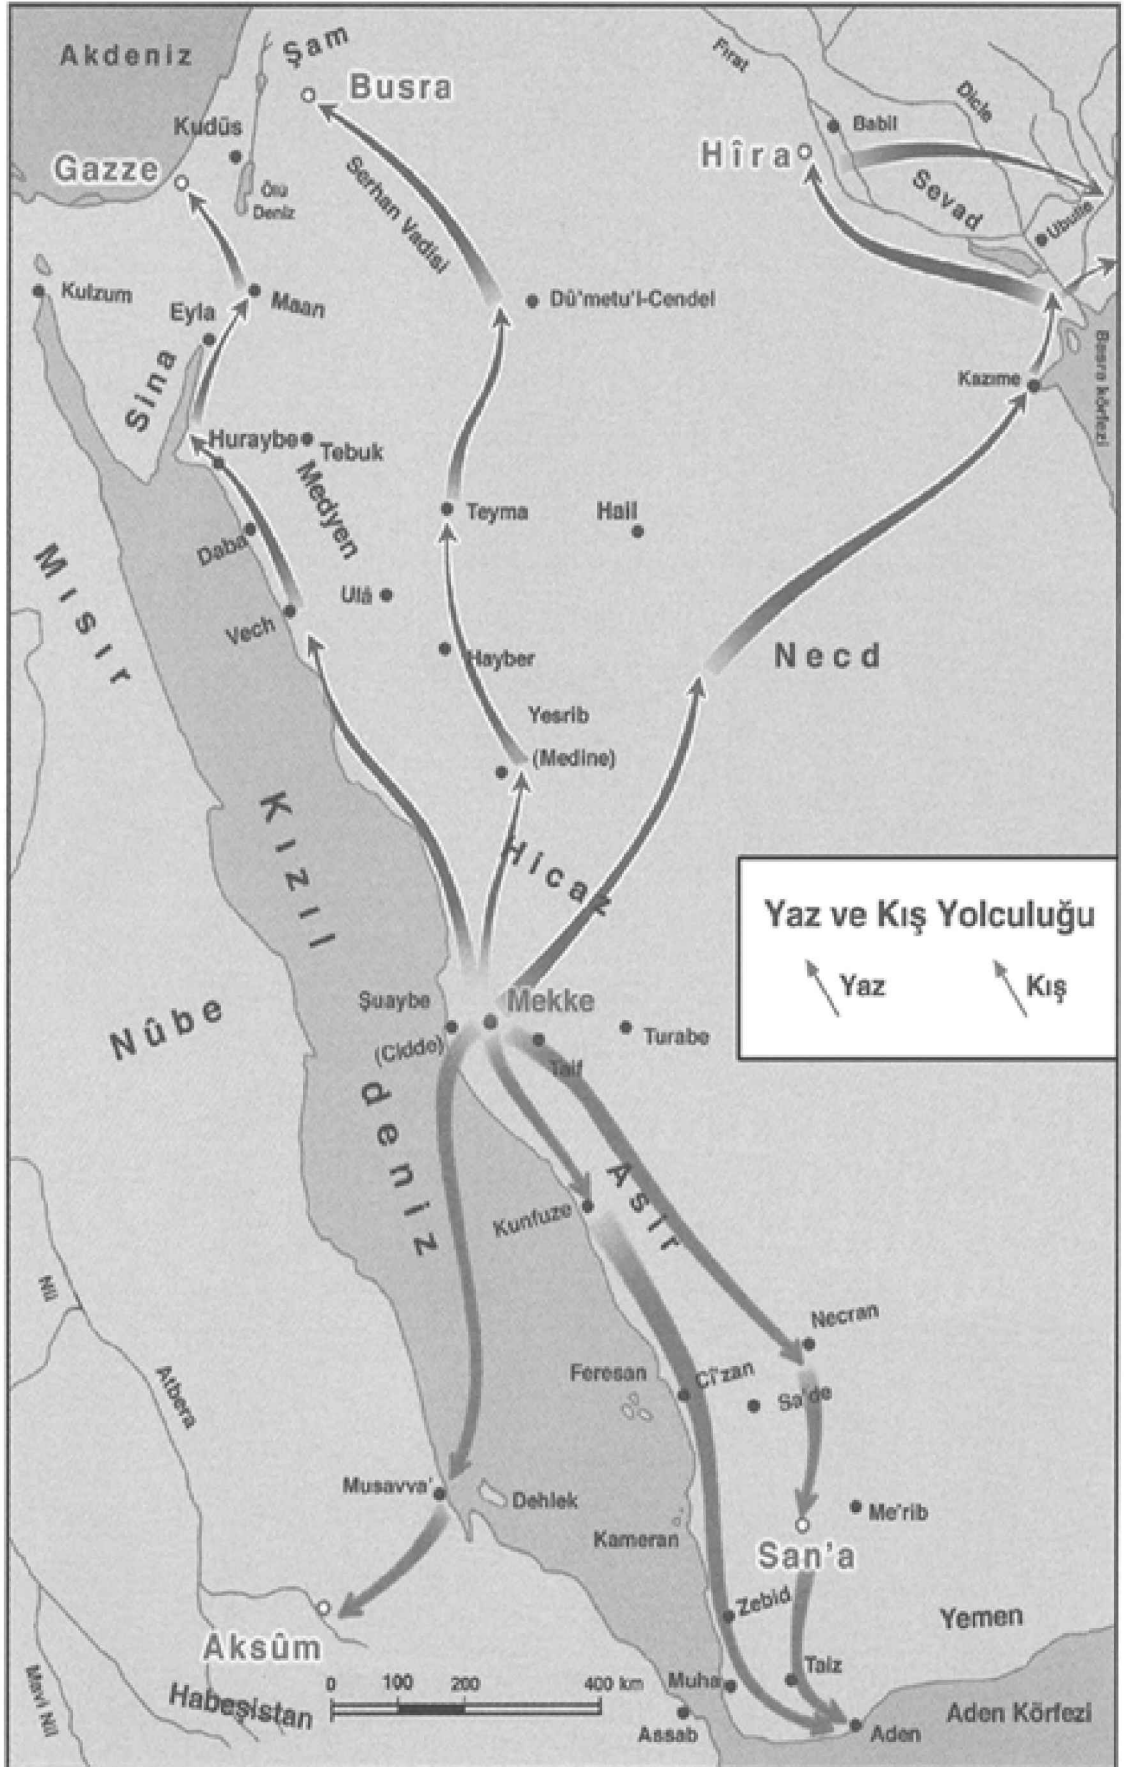 Akdeniz
Şam
Busra
Kudüs
Gazze
Ölü
Deniz
Serhan Vadisi
Fırat
Dicle
Babil
Hîra
Sevad
Ubulle
Kulzum
Eyla
Maan
Dû'metu'l-Cendel
Sina
Kazıme
Basra körfezi
Huraybe
Tebuk
Medyen
Teyma
Hail
Daba
Ulâ
Mısır
Vech
Hayber
Necd
Yesrib
(Medine)
Hicaz
Kızıl
deniz
Yaz ve Kış Yolculuğu
Yaz
Kış
Nûbe
Şuaybe
(Cidde)
Mekke
Taif
Turabe
Asir
Kunfuze
Nil
Atbera
Necran
Feresan
Cî'zan
Sa'de
Musavva'
Dehlek
Kameran
Me'rib
San'a
Zebid
Yemen
Aksûm
Habeşistan
Mavi Nil
0 100 200 400 km
Muha
Taiz
Assab
Aden
Aden Körfezi